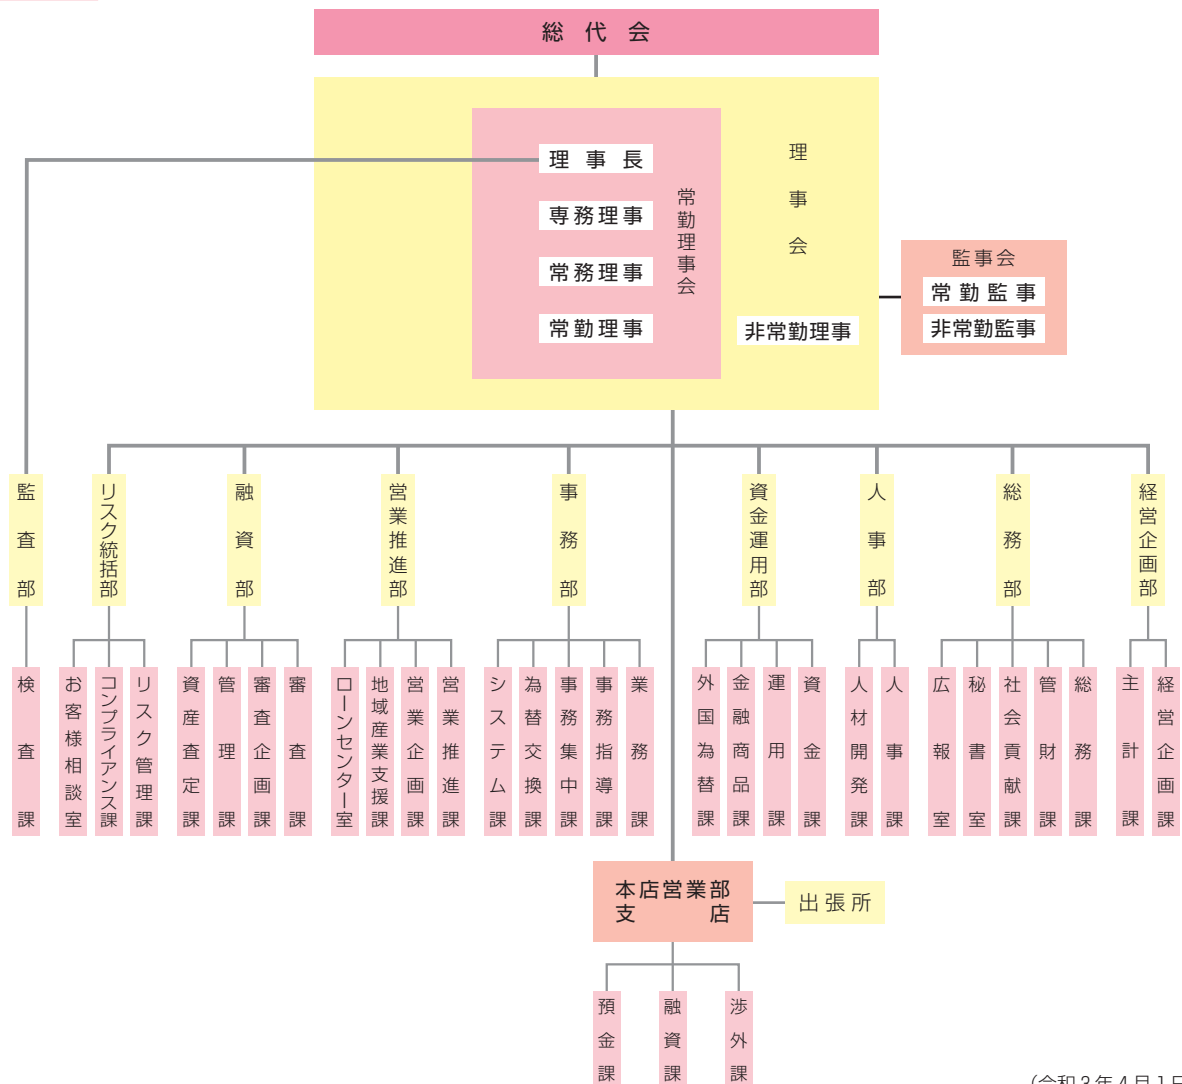 総代会
理事長
専務理事
常務理事
常勤理事
常勤理事会
理事会
非常勤理事
監事会
常勤監事
非常勤監事
監査部
リスク統括部
融資部
営業推進部
事務部
資金運用部
人事部
総務部
経営企画部
検査課
お客様相談室
コンプライアンス課
リスク管理課
資産査定課
管理課
審査企画課
審査課
ローンセンター室
地域産業支援課
営業企画課
営業推進課
システム課
為替交換課
事務集中課
事務指導課
業務課
外国為替課
金融商品課
運用課
資金課
人材開発課
人事課
広報室
秘書室
社会貢献課
管財課
総務課
主計課
経営企画課
本店営業部
支店
出張所
預金課
融資課
渉外課
(令和3年4月1日